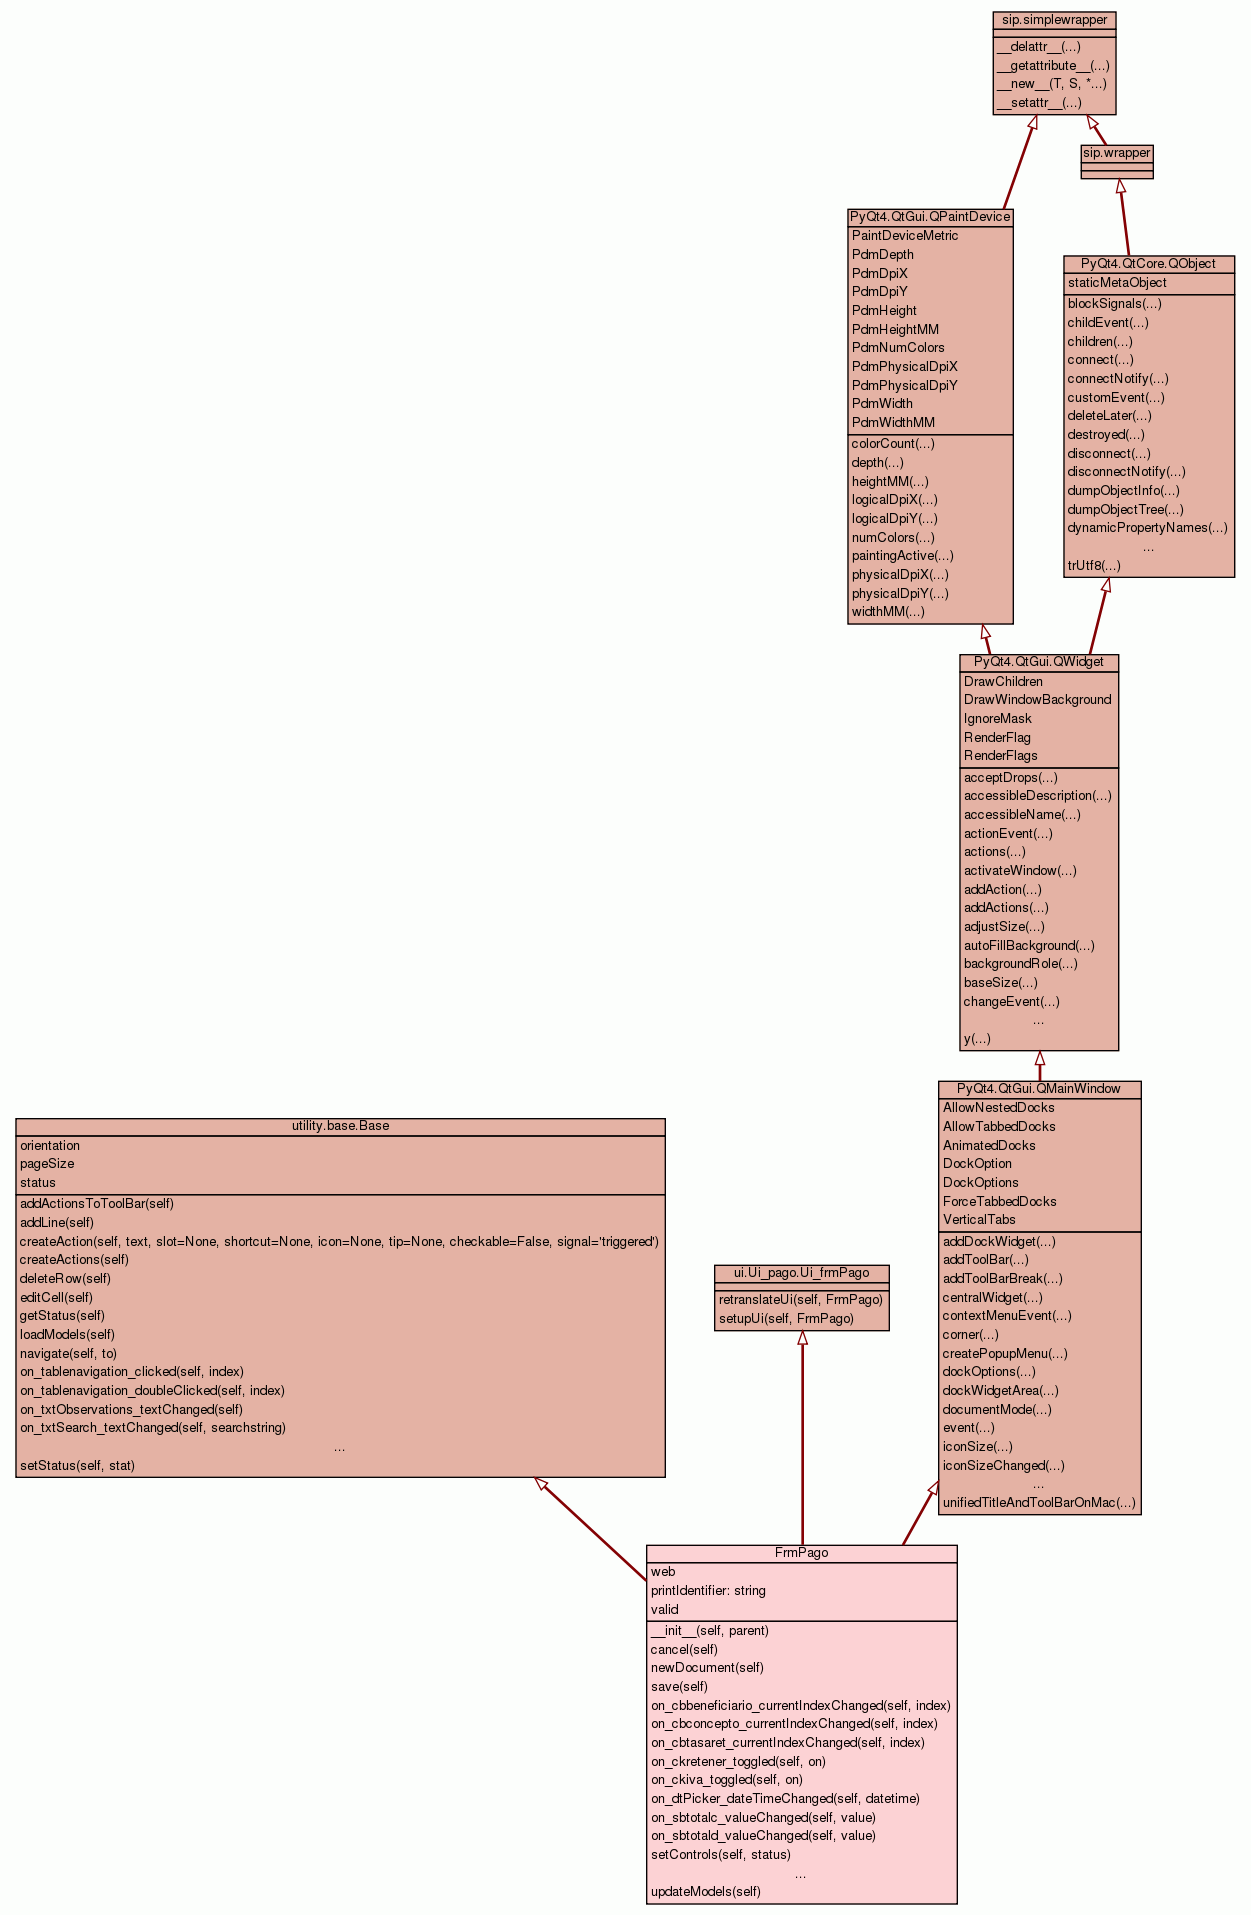 sip.simplewrapper
__delattr__(...)
__getattribute__(...)
__new__(T, S, *...)
__setattr__(...)
sip.wrapper
PyQt4.QtGui.QPaintDevice
PaintDeviceMetric
PdmDepth
PdmDpiX
PdmDpiY
PdmHeight
PdmHeightMM
PdmNumColors
PdmPhysicalDpiX
PdmPhysicalDpiY
PdmWidth
PdmWidthMM
colorCount(...)
depth(...)
heightMM(...)
logicalDpiX(...)
logicalDpiY(...)
numColors(...)
paintingActive(...)
physicalDpiX(...)
physicalDpiY(...)
widthMM(...)
PyQt4.QtCore.QObject
staticMetaObject
blockSignals(...)
childEvent(...)
children(...)
connect(...)
connectNotify(...)
customEvent(...)
deleteLater(...)
destroyed(...)
disconnect(...)
disconnectNotify(...)
dumpObjectInfo(...)
dumpObjectTree(...)
dynamicPropertyNames(...)
...
trUtf8(...)
PyQt4.QtGui.QWidget
DrawChildren
DrawWindowBackground
IgnoreMask
RenderFlag
RenderFlags
acceptDrops(...)
accessibleDescription(...)
accessibleName(...)
actionEvent(...)
actions(...)
activateWindow(...)
addAction(...)
addActions(...)
adjustSize(...)
autoFillBackground(...)
backgroundRole(...)
baseSize(...)
changeEvent(...)
...
y(...)
PyQt4.QtGui.QMainWindow
AllowNestedDocks
AllowTabbedDocks
AnimatedDocks
DockOption
DockOptions
ForceTabbedDocks
VerticalTabs
addDockWidget(...)
addToolBar(...)
addToolBarBreak(...)
centralWidget(...)
contextMenuEvent(...)
corner(...)
createPopupMenu(...)
dockOptions(...)
dockWidgetArea(...)
documentMode(...)
event(...)
iconSize(...)
iconSizeChanged(...)
...
unifiedTitleAndToolBarOnMac(...)
utility.base.Base
orientation
pageSize
status
addActionsToToolBar(self)
addLine(self)
createAction(self, text, slot=None, shortcut=None, icon=None, tip=None, checkable=False, signal='triggered')
createActions(self)
deleteRow(self)
editCell(self)
getStatus(self)
loadModels(self)
navigate(self, to)
on_tablenavigation_clicked(self, index)
on_tablenavigation_doubleClicked(self, index)
on_txtObservations_textChanged(self)
on_txtSearch_textChanged(self, searchstring)
...
setStatus(self, stat)
ui.Ui_pago.Ui_frmPago
retranslateUi(self, FrmPago)
setupUi(self, FrmPago)
FrmPago
web
printIdentifier: string
valid
__init__(self, parent)
cancel(self)
newDocument(self)
save(self)
on_cbbeneficiario_currentIndexChanged(self, index)
on_cbconcepto_currentIndexChanged(self, index)
on_cbtasaret_currentIndexChanged(self, index)
on_ckretener_toggled(self, on)
on_ckiva_toggled(self, on)
on_dtPicker_dateTimeChanged(self, datetime)
on_sbtotalc_valueChanged(self, value)
on_sbtotald_valueChanged(self, value)
setControls(self, status)
...
updateModels(self)